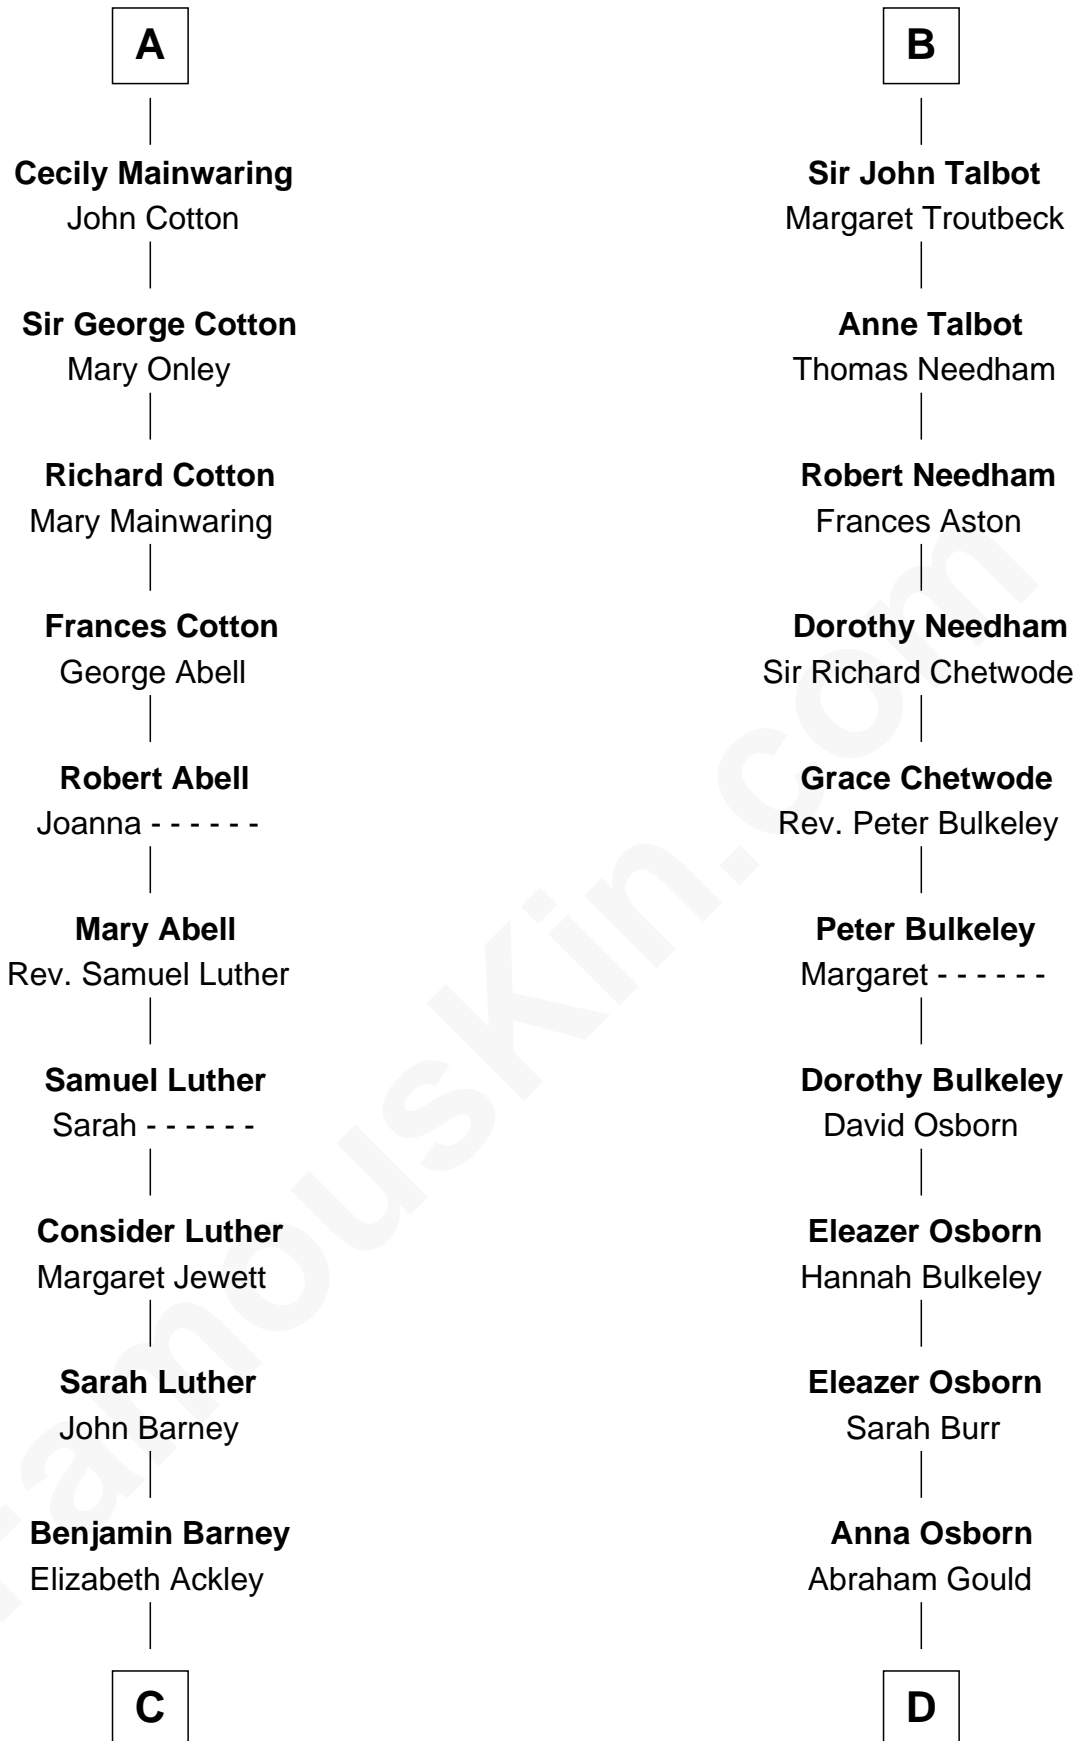 A
Cecily Mainwaring
John Cotton
Sir George Cotton
Mary Onley
Richard Cotton
Mary Mainwaring
Frances Cotton
George Abell
Robert Abell
Joanna - - - - - -
Mary Abell
Rev. Samuel Luther
Samuel Luther
Sarah - - - - - -
Consider Luther
Margaret Jewett
Sarah Luther
John Barney
Benjamin Barney
Elizabeth Ackley
C
B
Sir John Talbot
Margaret Troutbeck
Anne Talbot
Thomas Needham
Robert Needham
Frances Aston
Dorothy Needham
Sir Richard Chetwode
Grace Chetwode
Rev. Peter Bulkeley
Peter Bulkeley
Margaret - - - - - -
Dorothy Bulkeley
David Osborn
Eleazer Osborn
Hannah Bulkeley
Eleazer Osborn
Sarah Burr
Anna Osborn
Abraham Gould
D
FamousKin.com